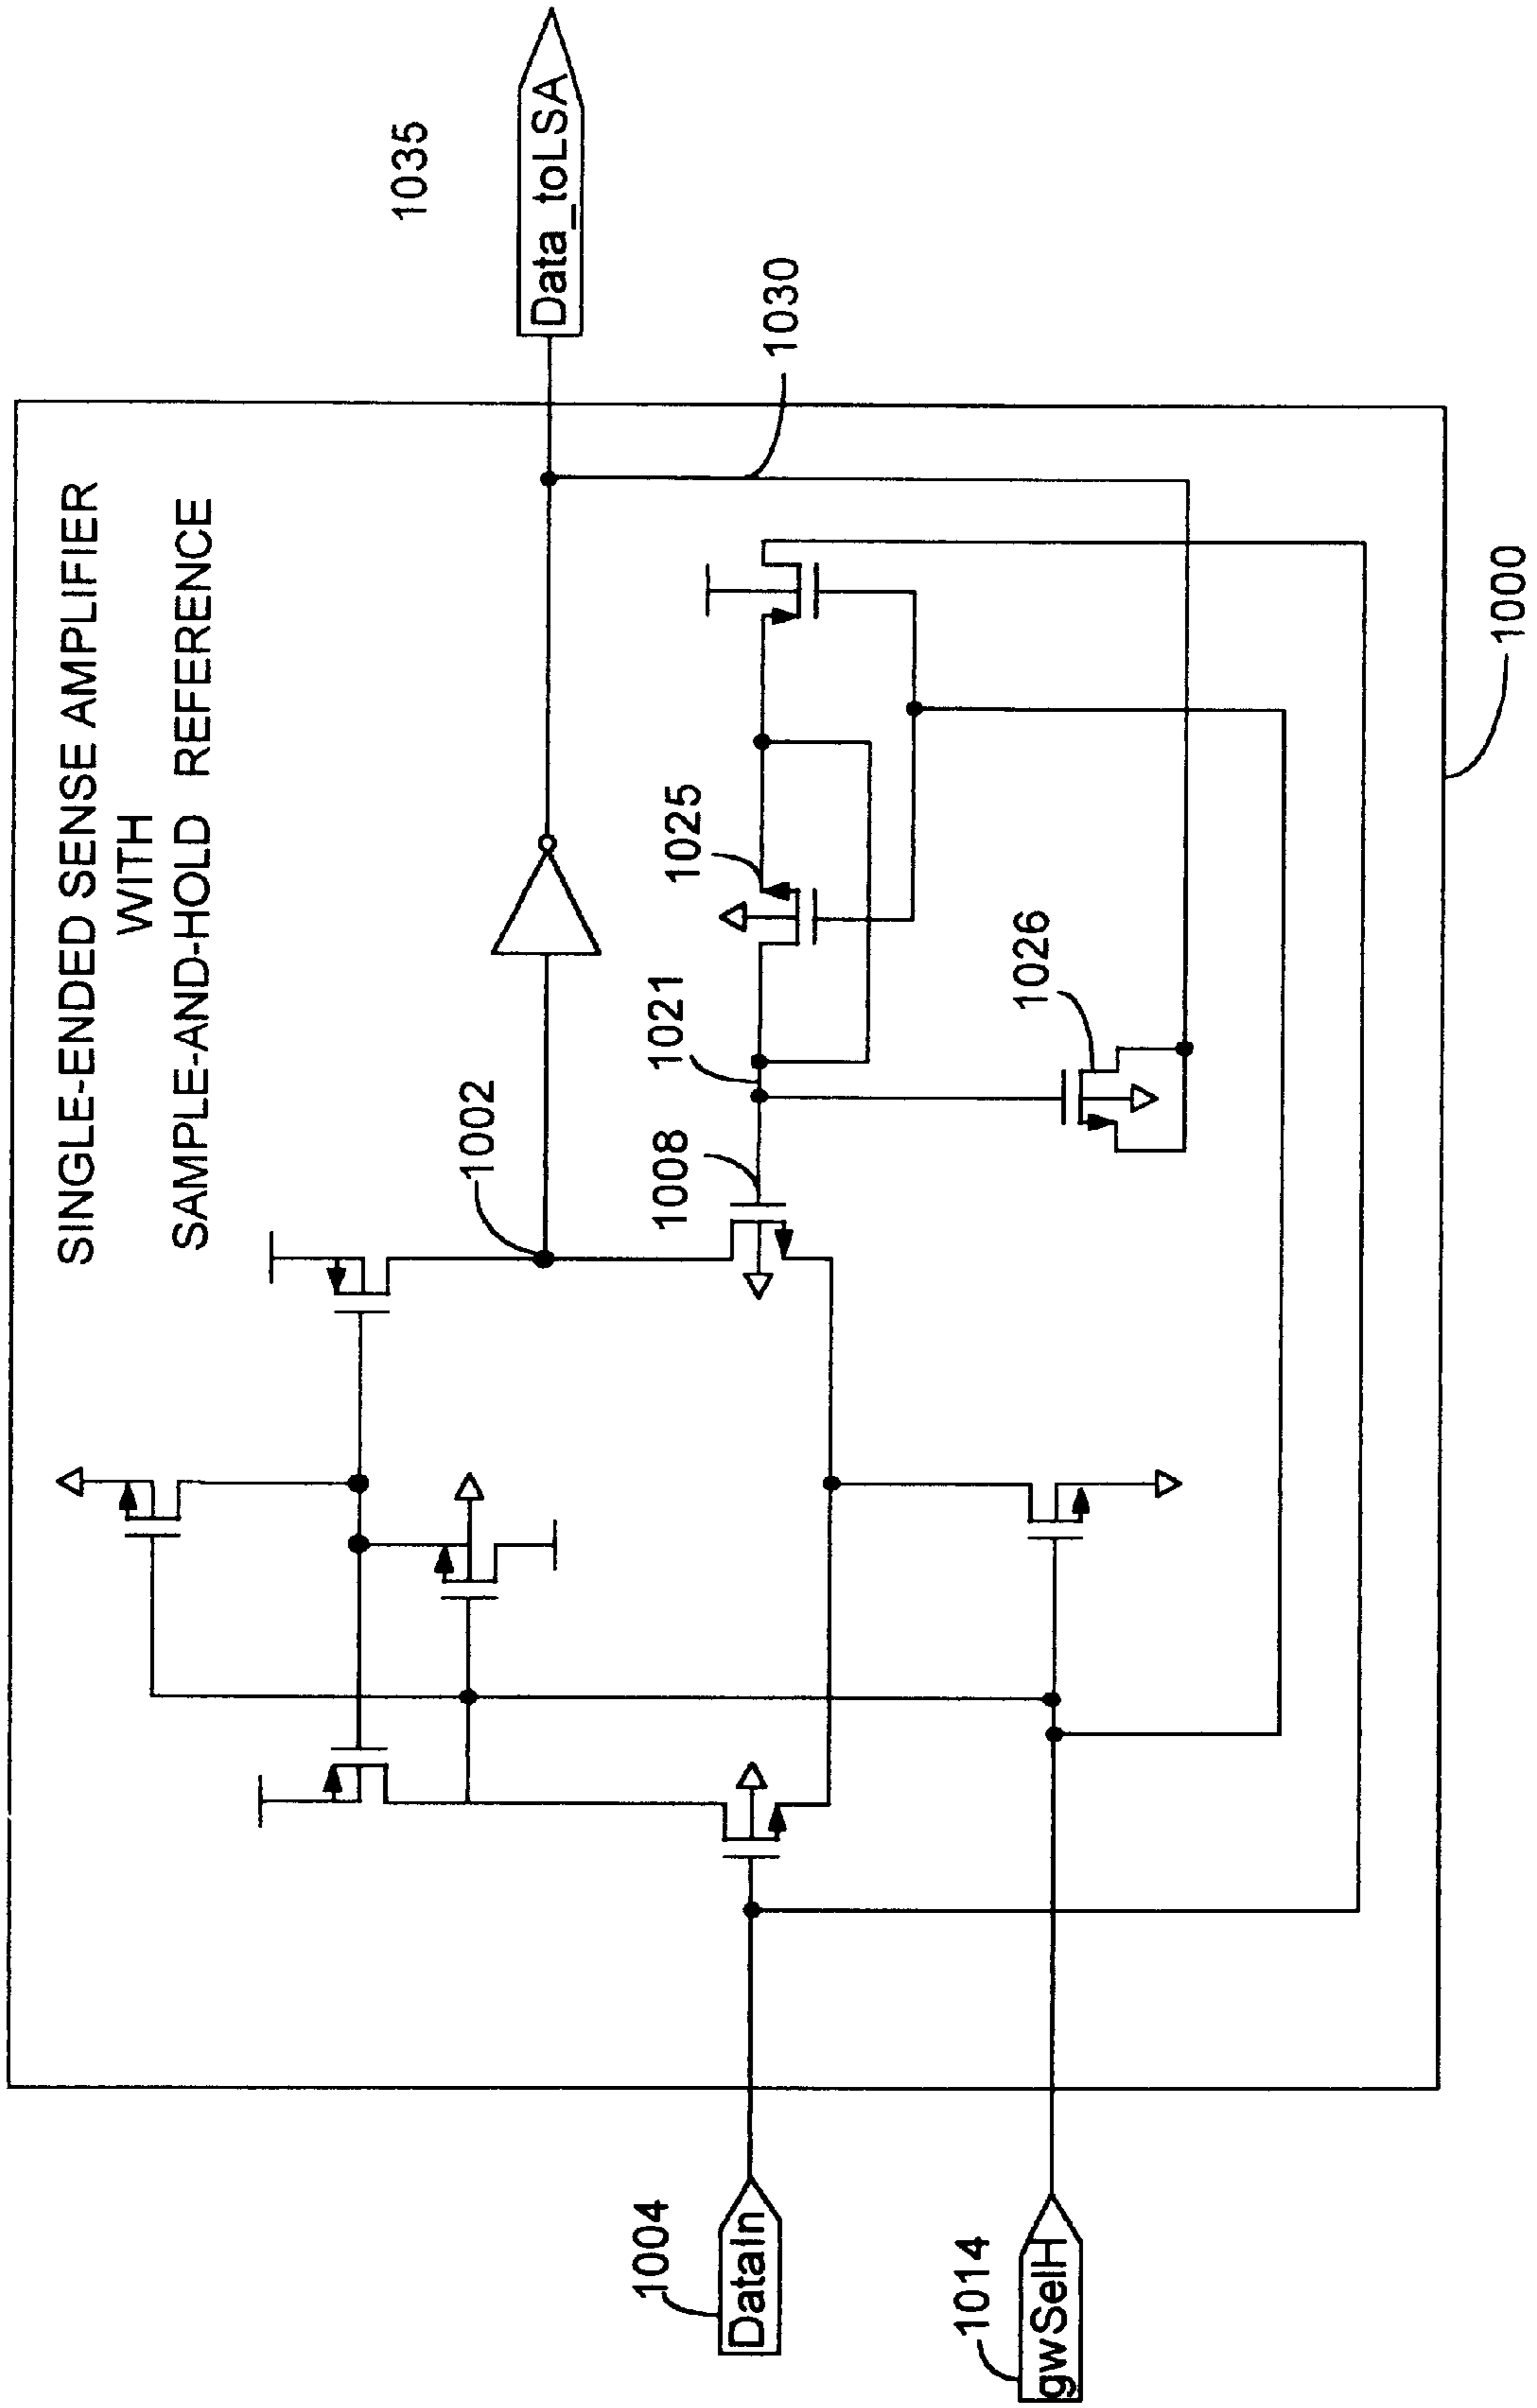 SINGLE-ENDED SENSE AMPLIFIER
WITH
SAMPLE-AND-HOLD REFERENCE
1035
Data_toLSA
1002
1030
1025
1021
1008
1026
1004
DataIn
1014
gwSelH
1000